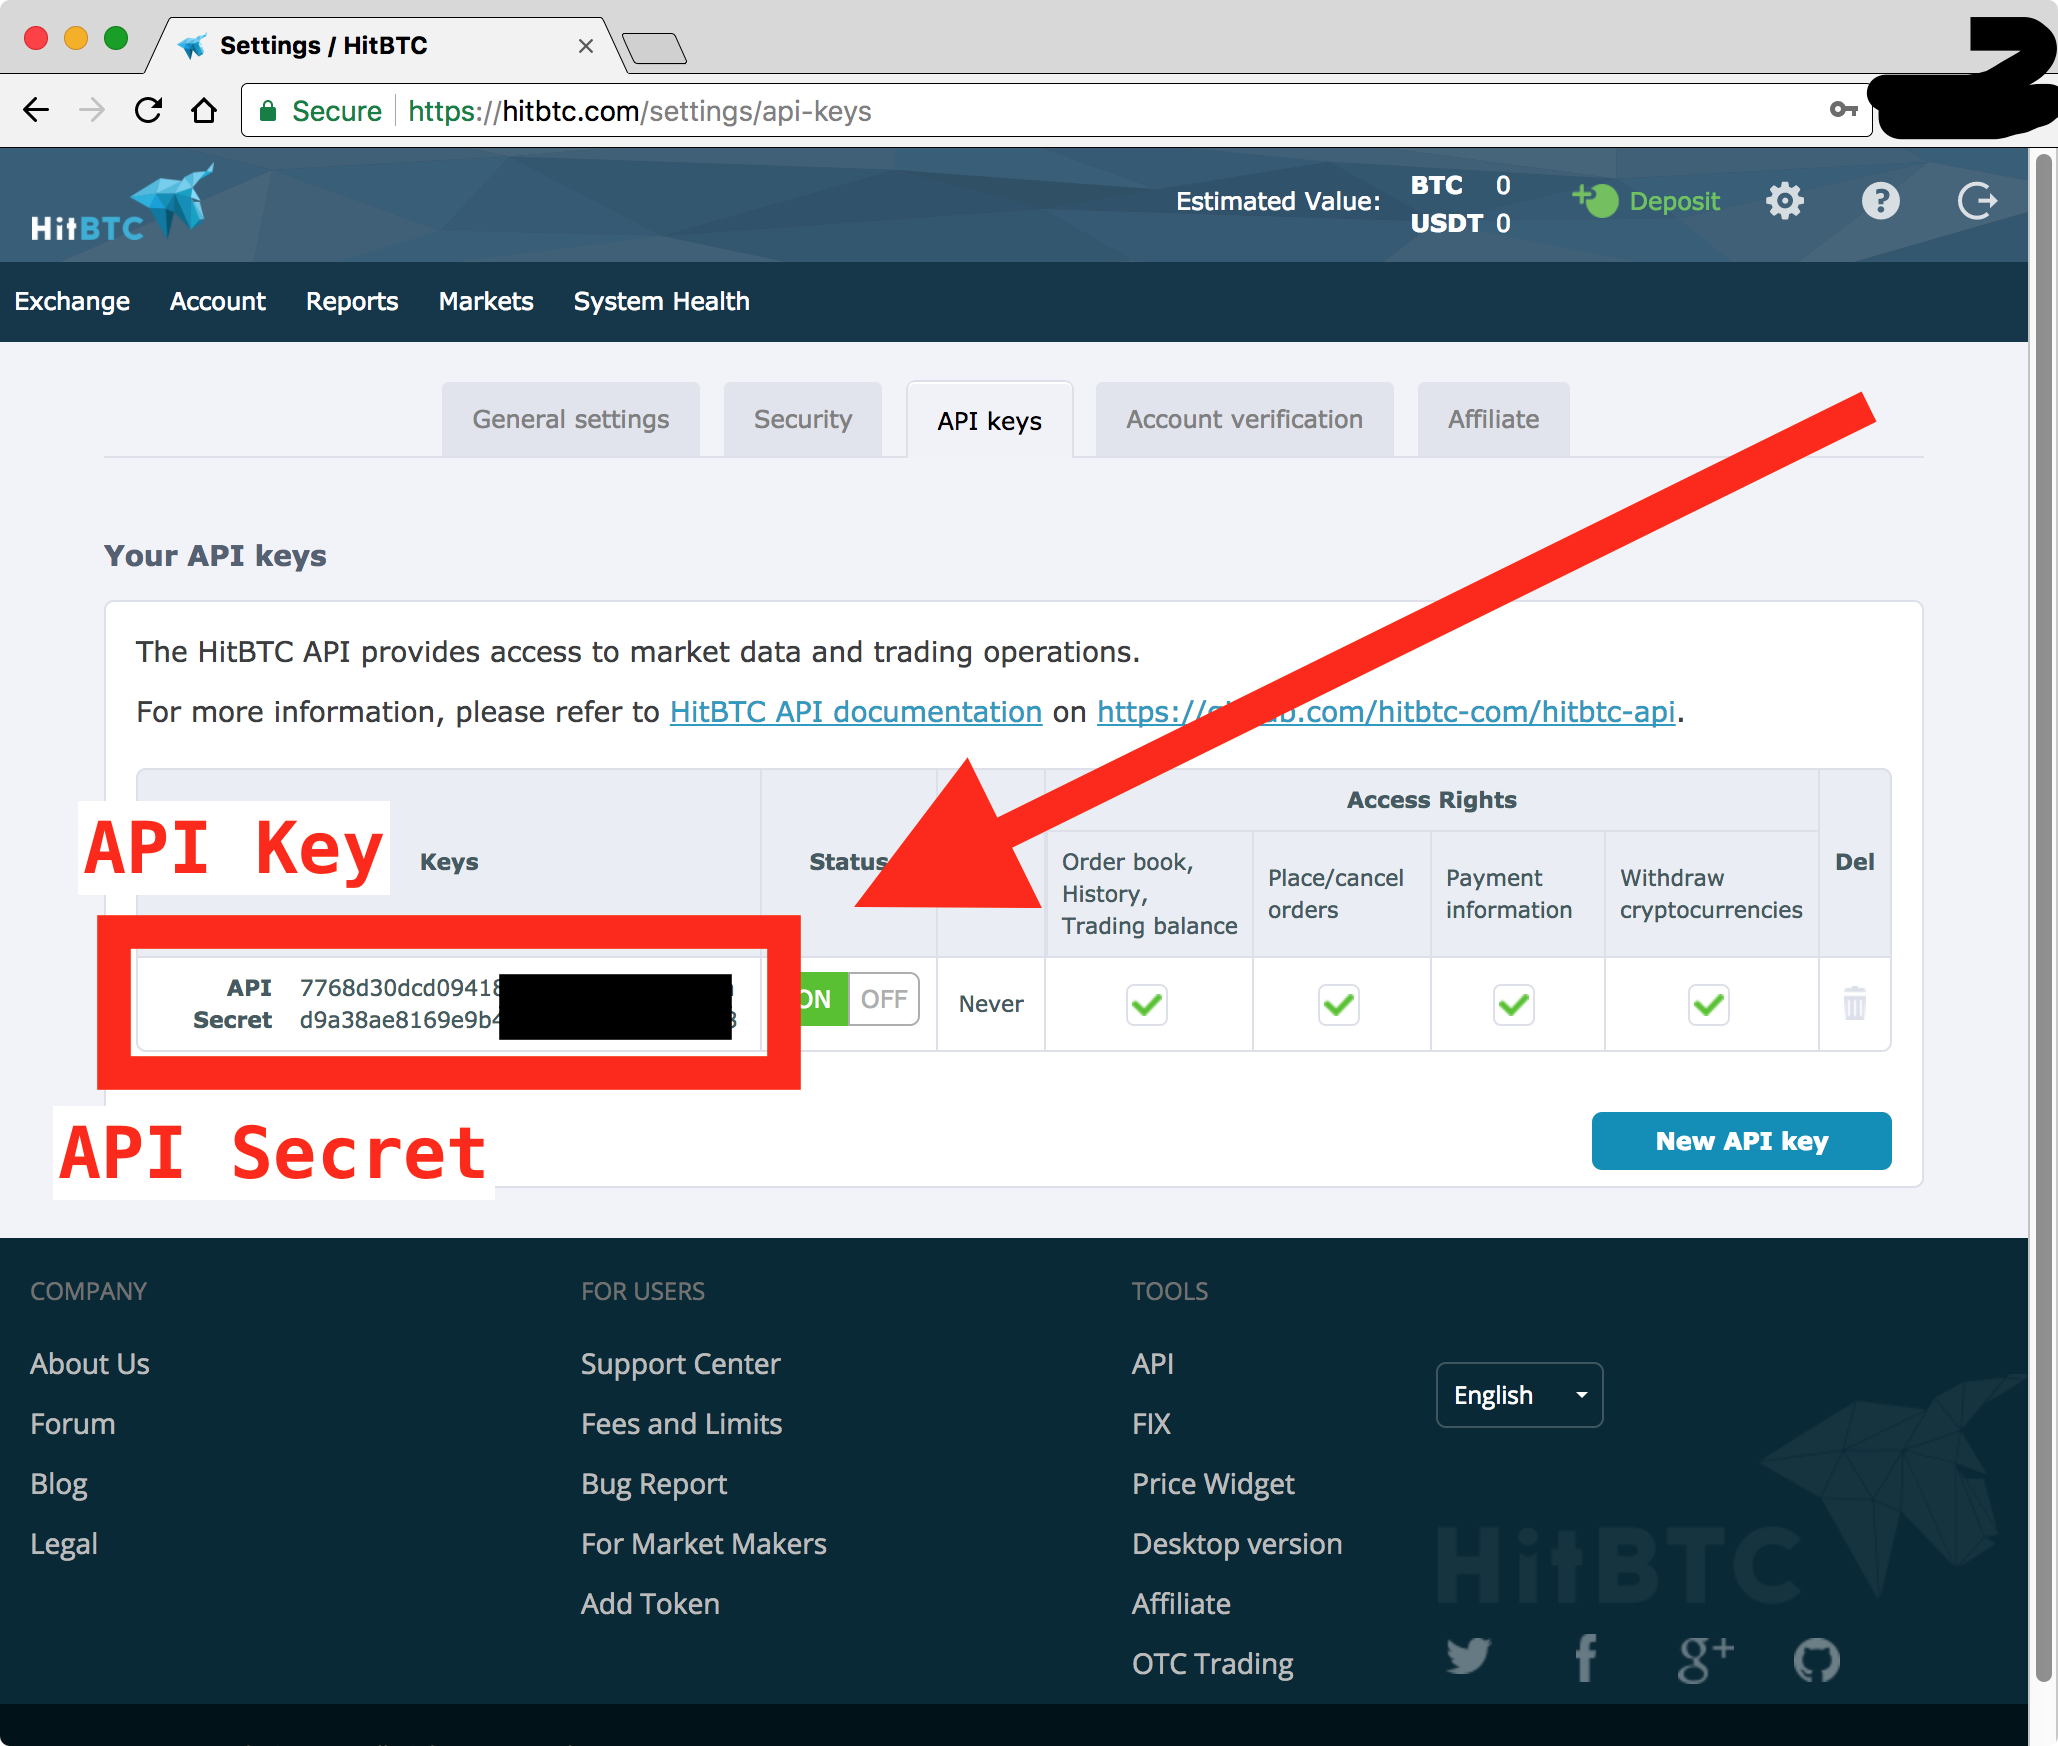 Settings / HitBTC
Secure https://hitbtc.com/settings/api-keys
HitBTC
Estimated Value:
BTC 0
USDT 0
Deposit
Exchange Account Reports Markets System Health
General settings Security API keys Account verification Affiliate
Your API keys
The HitBTC API provides access to market data and trading operations.
For more information, please refer to HitBTC API documentation on https://github.com/hitbtc-com/hitbtc-api.
API Key
Keys
Status
Access Rights
Order book,
History,
Trading balance
Place/cancel
orders
Payment
information
Withdraw
cryptocurrencies
Del
API 7768d30dcd09418
Secret d9a38ae8169e9b4
ON OFF
Never
API Secret
New API key
COMPANY
About Us
Forum
Blog
Legal
FOR USERS
Support Center
Fees and Limits
Bug Report
For Market Makers
Add Token
TOOLS
API
FIX
Price Widget
Desktop version
Affiliate
OTC Trading
English
HitBTC